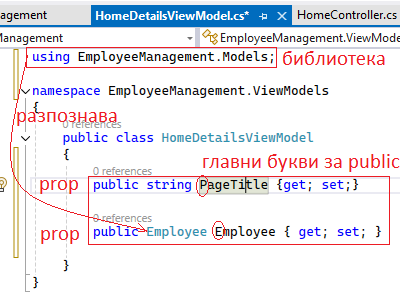 nagement
HomeDetailsViewModel.cs*
HomeController.cs
Management
EmployeeManagement.ViewMode
using EmployeeManagement.Models;
библиотека
namespace EmployeeManagement.ViewModels
{
разпознава
0 references
public class HomeDetailsViewModel
{
главни букви за public
0 references
prop
public string PageTitle {get; set;}
0 references
prop
public Employee Employee { get; set; }
}
}